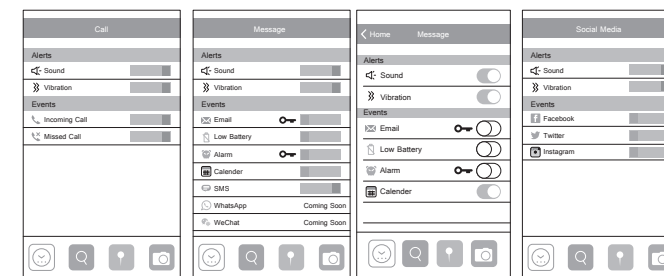 Call
Alerts
Sound
Vibration
Events
Incoming Call
Missed Call
Message
Alerts
Sound
Vibration
Events
Email
Low Battery
Alarm
Calender
SMS
WhatsApp Coming Soon
WeChat Coming Soon
Home Message
Alerts
Sound
Vibration
Events
Email
Low Battery
Alarm
Calender
Social Media
Alerts
Sound
Vibration
Events
Facebook
Twitter
Instagram